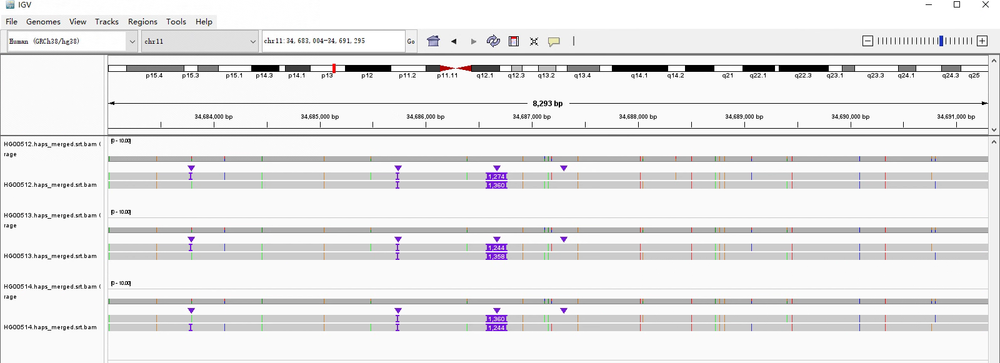 IGV
File Genomes View Tracks Regions Tools Help
Human (GRCh38/hg38) chr11 chr11:34,683,004-34,691,295 Go
p15.4 p15.3 p15.1 p14.3 p14.1 p13 p12 p11.2 p11.11 q12.1 q12.3 q13.2 q13.4 q14.1 q14.2 q21 q22.1 q22.3 q23.1 q23.3 q24.1 q24.3 q25
8,293 bp
34,684,000 bp 34,685,000 bp 34,686,000 bp 34,687,000 bp 34,688,000 bp 34,689,000 bp 34,690,000 bp 34,691,000 bp
HG00512.haps_merged.srt.bam ( [0 - 10.00]
rage
1,274
HG00512.haps_merged.srt.bam 1,360
HG00513.haps_merged.srt.bam ( [0 - 10.00]
rage
1,244
HG00513.haps_merged.srt.bam 1,358
HG00514.haps_merged.srt.bam ( [0 - 10.00]
rage
1,360
HG00514.haps_merged.srt.bam 1,244